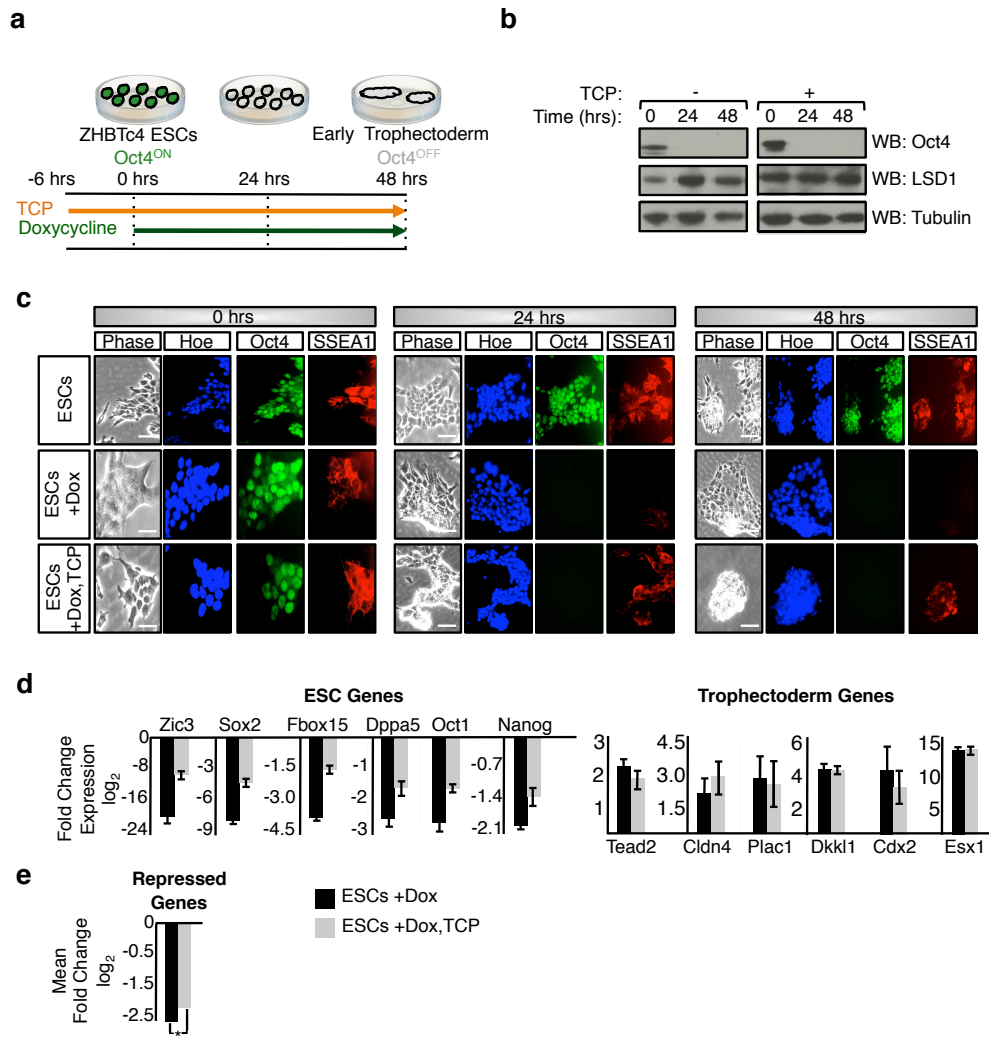 a
ZHBTc4 ESCs
Early Trophectoderm
Oct4ON
Oct4OFF
-6 hrs 0 hrs 24 hrs 48 hrs
TCP
Doxycycline
b
TCP: - +
Time (hrs): 0 24 48 0 24 48
WB: Oct4
WB: LSD1
WB: Tubulin
c
0 hrs 24 hrs 48 hrs
Phase Hoe Oct4 SSEA1 Phase Hoe Oct4 SSEA1 Phase Hoe Oct4 SSEA1
ESCs
ESCs
+Dox
ESCs
+Dox,TCP
d
ESC Genes
Zic3 Sox2 Fbox15 Dppa5 Oct1 Nanog
Fold Change
Expression
log2
0 -8 -16 -24
-3 -6 -9
-1.5 -3.0 -4.5
-1 -2 -3
-0.7 -1.4 -2.1
Trophectoderm Genes
3 2 1
4.5 3.0 1.5
6 4 2
15 10 5
Tead2 Cldn4 Plac1 Dkkl1 Cdx2 Esx1
e
Repressed
Genes
Mean
Fold Change
log2
0
-0.5
-1.5
-2.5
*
ESCs +Dox
ESCs +Dox,TCP